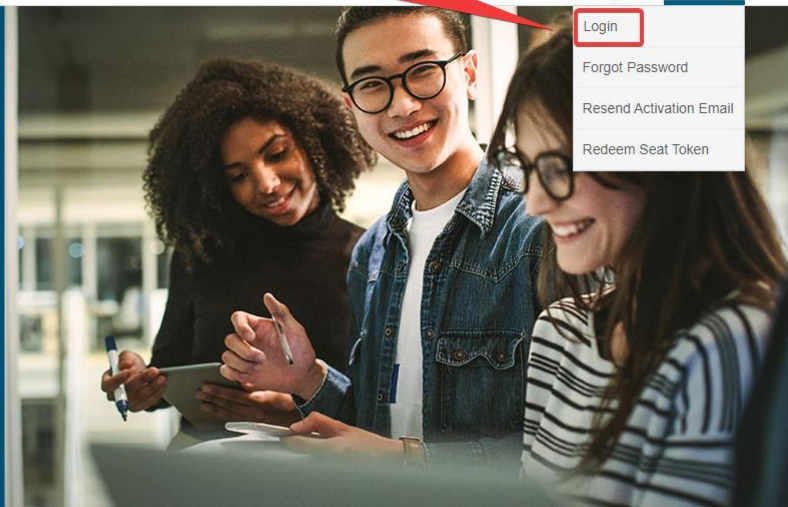 Login
Forgot Password
Resend Activation Email
Redeem Seat Token